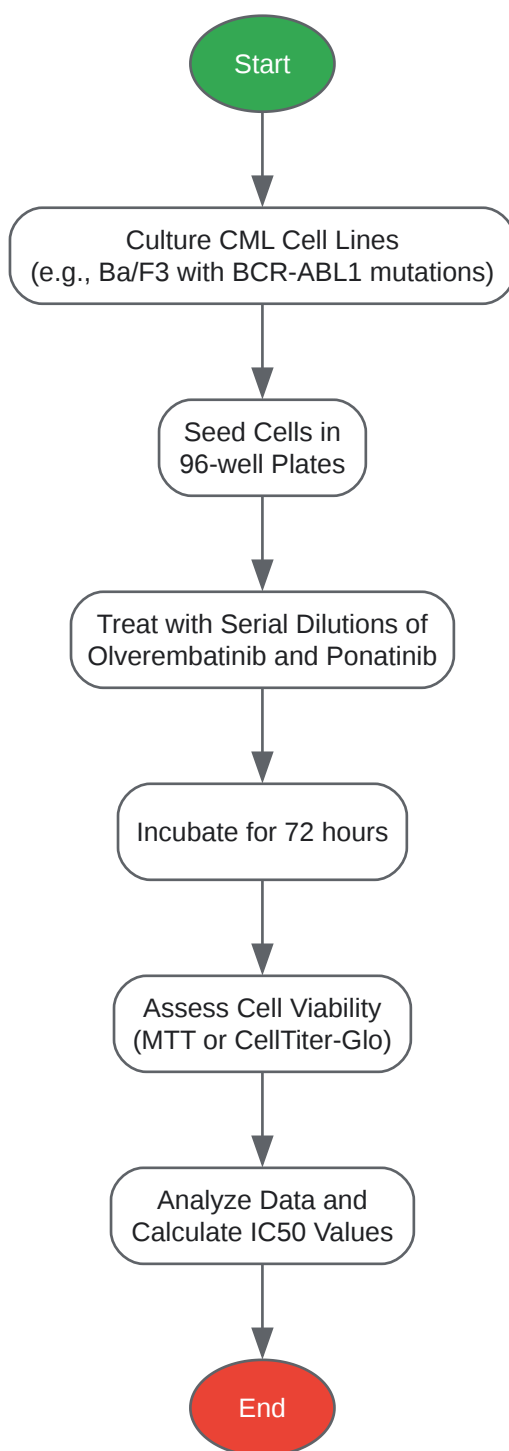 Start
Culture CML Cell Lines
(e.g., Ba/F3 with BCR-ABL1 mutations)
Seed Cells in
96-well Plates
Treat with Serial Dilutions of
Olverembatinib and Ponatinib
Incubate for 72 hours
Assess Cell Viability
(MTT or CellTiter-Glo)
Analyze Data and
Calculate IC50 Values
End